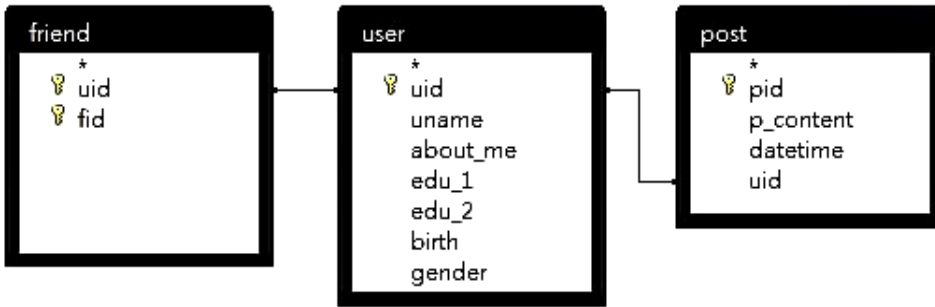 friend
*
uid
fid
user
*
uid
uname
about_me
edu_1
edu_2
birth
gender
post
*
pid
p_content
datetime
uid